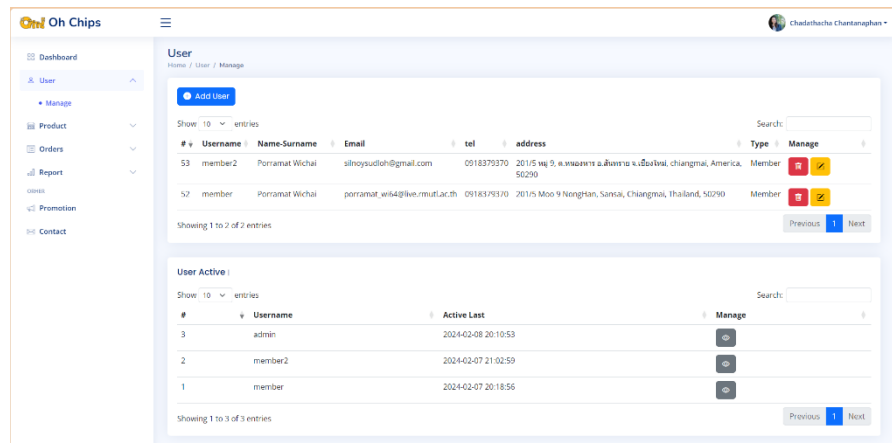 Oh Chips
Chadathacha Chantanaphan
Dashboard
User
Manage
Product
Orders
Report
OWNER
Promotion
Contact
User
Home / User / Manage
Add User
Show 10 entries
Search:
# Username Name-Surname Email tel address Type Manage
53 member2 Porramat Wichai silnoysudloh@gmail.com 0918379370 201/5 หมู่ 9, ต.หนองหาร อ.สันทราย จ.เชียงใหม่, chiangmai, America, Member
50290
52 member Porramat Wichai porramat_wi64@live.rmutl.ac.th 0918379370 201/5 Moo 9 NongHan, Sansai, Chiangmai, Thailand, 50290 Member
Showing 1 to 2 of 2 entries
Previous 1 Next
User Active |
Show 10 entries
Search:
# Username Active Last Manage
3 admin 2024-02-08 20:10:53
2 member2 2024-02-07 21:02:59
1 member 2024-02-07 20:18:56
Showing 1 to 3 of 3 entries
Previous 1 Next